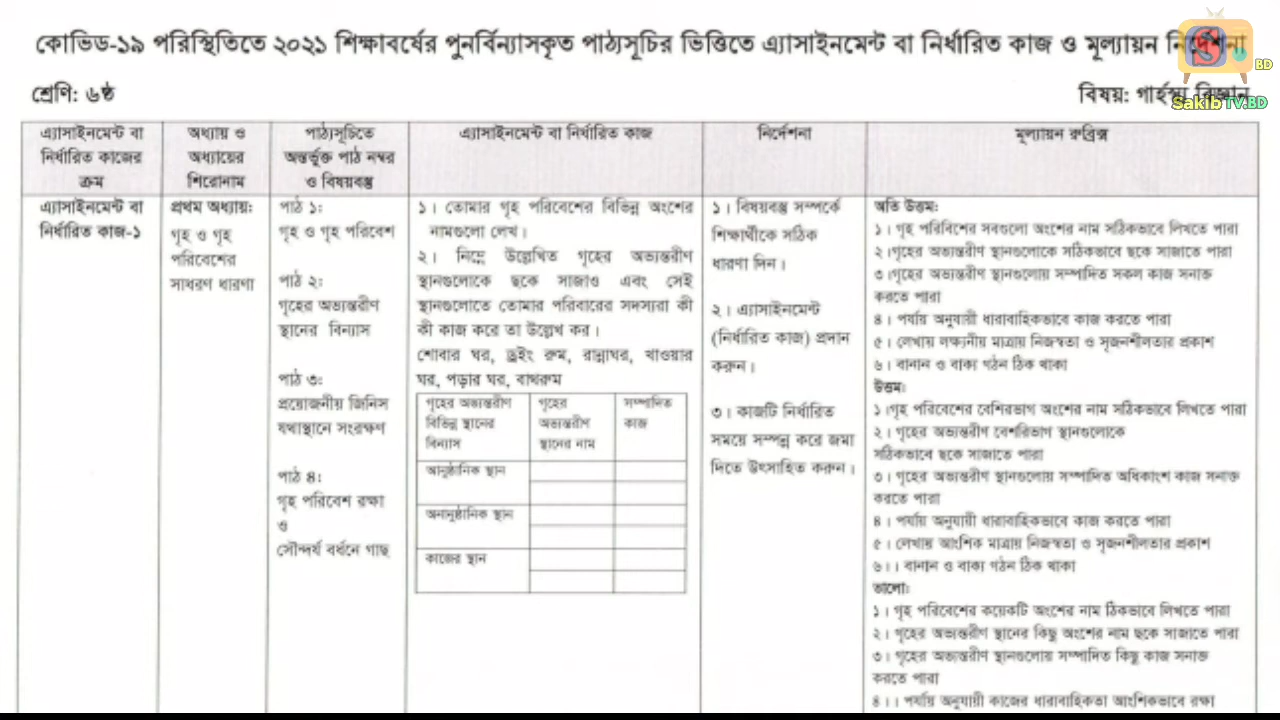 কোভিড-১৯ পরিস্থিতিতে ২০২১ শিক্ষাবর্ষের পুনর্বিন্যাসকৃত পাঠ্যসূচির ভিত্তিতে এ্যাসাইনমেন্ট বা নির্ধারিত কাজ ও মূল্যায়ন নির্দেশনা
BD
SakibTV.BD
শ্রেণি: ৬ষ্ঠ
বিষয়: গার্হস্থ্য বিজ্ঞান
এ্যাসাইনমেন্ট বা
নির্ধারিত কাজের
ক্রম
অধ্যায় ও
অধ্যায়ের
শিরোনাম
পাঠ্যসূচিতে
অন্তর্ভুক্ত পাঠ নম্বর
ও বিষয়বস্তু
এ্যাসাইনমেন্ট বা নির্ধারিত কাজ
নির্দেশনা
মূল্যায়ন রুব্রিক্স
এ্যাসাইনমেন্ট বা
নির্ধারিত কাজ-১
প্রথম অধ্যায়:
গৃহ ও গৃহ
পরিবেশের
সাধরণ ধারণা
পাঠ ১:
গৃহ ও গৃহ পরিবেশ
পাঠ ২:
গৃহের অভ্যন্তরীণ
স্থানের বিন্যাস
পাঠ ৩:
প্রয়োজনীয় জিনিস
যথাস্থানে সংরক্ষণ
পাঠ ৪:
গৃহ পরিবেশ রক্ষা
ও
সৌন্দর্য বর্ধনে গাছ
১। তোমার গৃহ পরিবেশের বিভিন্ন অংশের
নামগুলো লেখ।
২। নিম্নে উল্লেখিত গৃহের অভ্যন্তরীণ
স্থানগুলোকে ছকে সাজাও এবং সেই
স্থানগুলোতে তোমার পরিবারের সদস্যরা কী
কী কাজ করে তা উল্লেখ কর।
শোবার ঘর, ড্রইং রুম, রান্নাঘর, খাওয়ার
ঘর, পড়ার ঘর, বাথরুম
গৃহের অভ্যন্তরীণ
বিভিন্ন স্থানের
বিন্যাস
গৃহের
অভ্যন্তরীণ
স্থানের নাম
সম্পাদিত
কাজ
আনুষ্ঠানিক স্থান
অনানুষ্ঠানিক স্থান
কাজের স্থান
১। বিষয়বস্তু সম্পর্কে
শিক্ষার্থীকে সঠিক
ধারণা দিন।
২। এ্যাসাইনমেন্ট
(নির্ধারিত কাজ) প্রদান
করুন।
৩। কাজটি নির্ধারিত
সময়ে সম্পন্ন করে জমা
দিতে উৎসাহিত করুন।
অতি উত্তম:
১। গৃহ পরিবিশের সবগুলো অংশের নাম সঠিকভাবে লিখতে পারা
২।গৃহের অভ্যন্তরীণ স্থানগুলোকে সঠিকভাবে ছকে সাজাতে পারা
৩।গৃহের অভ্যন্তরীণ স্থানগুলোয় সম্পাদিত সকল কাজ সনাক্ত
করতে পারা
৪। পর্যায় অনুযায়ী ধারাবাহিকভাবে কাজ করতে পারা
৫। লেখায় লক্ষ্যনীয় মাত্রায় নিজস্বতা ও সৃজনশীলতার প্রকাশ
৬। বানান ও বাক্য গঠন ঠিক থাকা
উত্তম:
১।গৃহ পরিবেশের বেশিরভাগ অংশের নাম সঠিকভাবে লিখতে পারা
২। গৃহের অভ্যন্তরীণ বেশরিভাগ স্থানগুলোকে
সঠিকভাবে ছকে সাজাতে পারা
৩। গৃহের অভ্যন্তরীণ স্থানগুলোয় সম্পাদিত অধিকাংশ কাজ সনাক্ত
করতে পারা
৪। পর্যায় অনুযায়ী ধারাবাহিকভাবে কাজ করতে পারা
৫। লেখায় আংশিক মাত্রায় নিজস্বতা ও সৃজনশীলতার প্রকাশ
৬।। বানান ও বাক্য গঠন ঠিক থাকা
ভালো:
১। গৃহ পরিবেশের কয়েকটি অংশের নাম ঠিকভাবে লিখতে পারা
২। গৃহের অভ্যন্তরীণ স্থানের কিছু অংশের নাম ছকে সাজাতে পারা
৩। গৃহের অভ্যন্তরীণ স্থানগুলোয় সম্পাদিত কিছু কাজ সনাক্ত
করতে পারা
৪।। পর্যায় অনুযায়ী কাজের ধারাবাহিকতা আংশিকভাবে রক্ষা